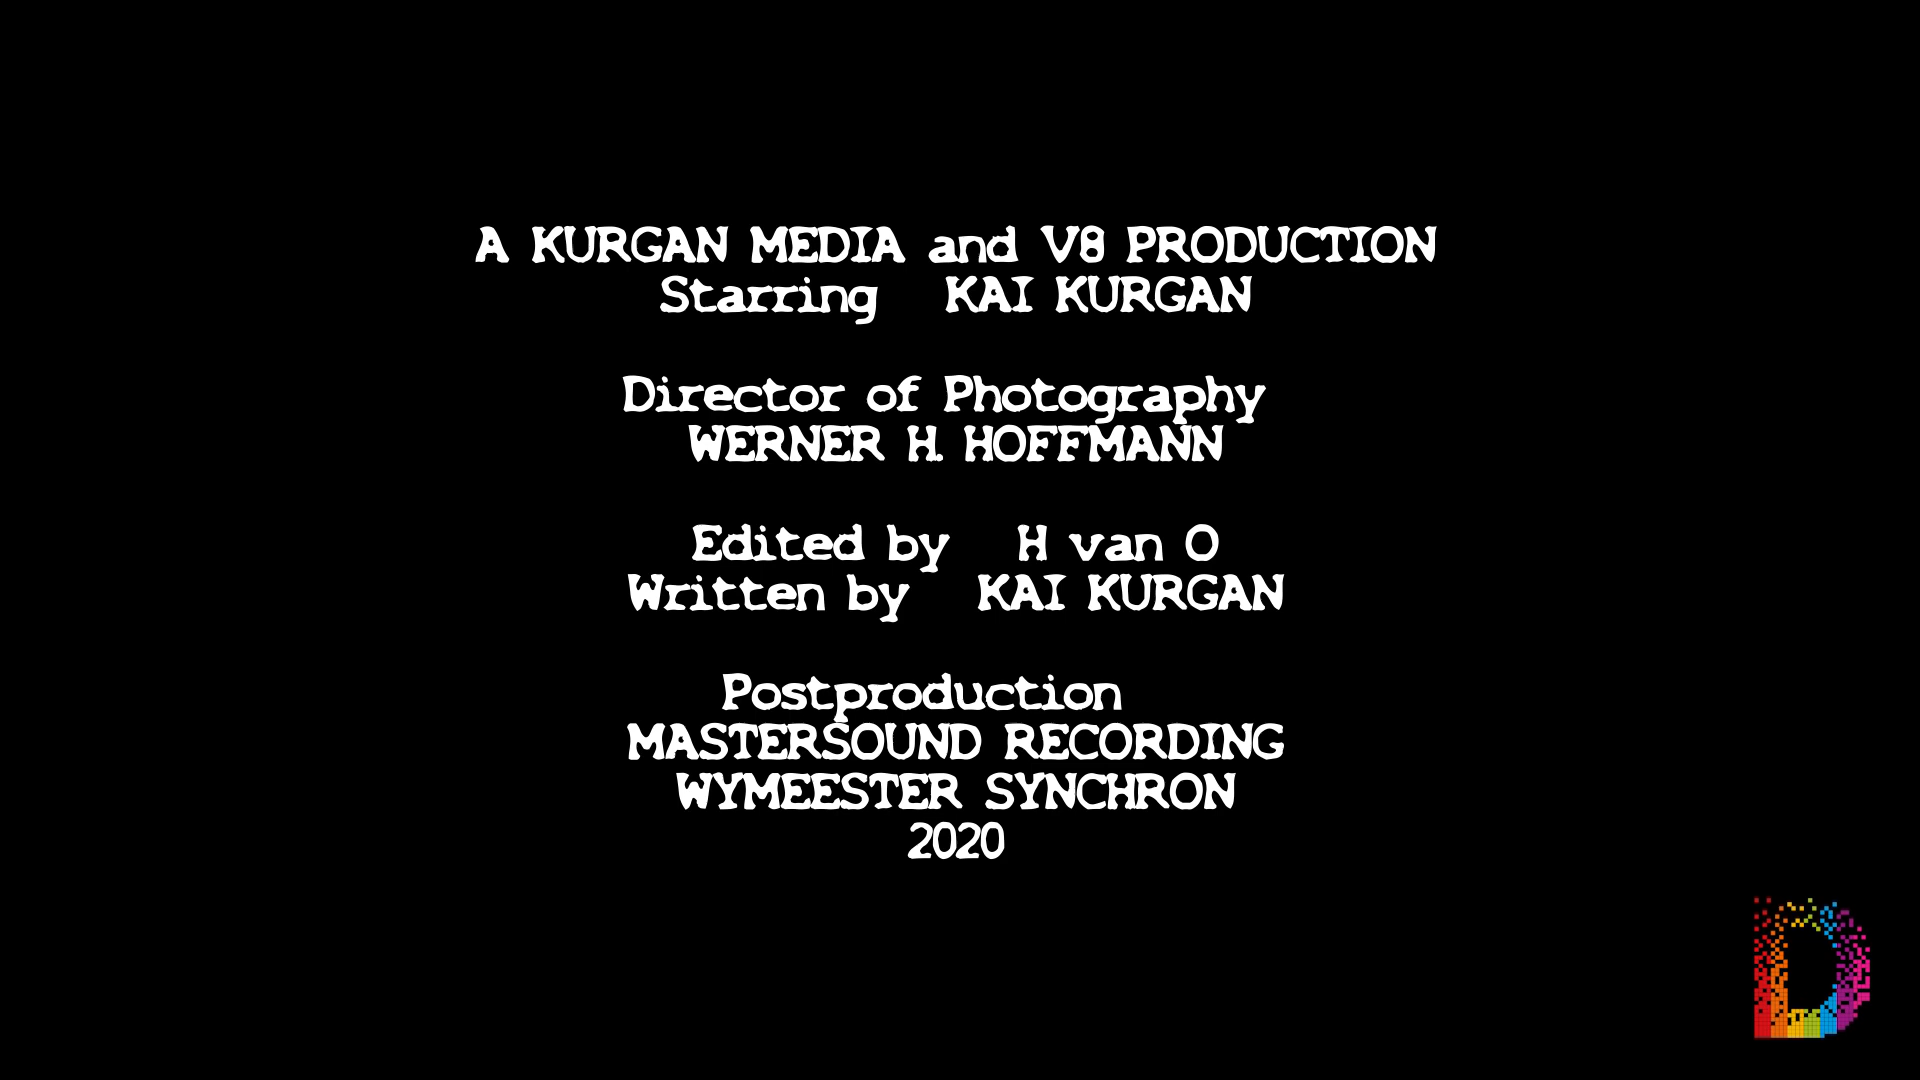 A KURGAN MEDIA and V8 PRODUCTION
Starring KAI KURGAN
Director of Photography
WERNER H. HOFFMANN
Edited by H van O
Written by KAI KURGAN
Postproduction
MASTERSOUND RECORDING
WYMEESTER SYNCHRON
2020
D